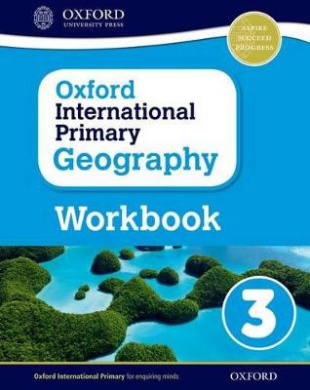 OXFORD
UNIVERSITY PRESS
ASPIRE
SUCCEED
PROGRESS
Oxford
International
Primary
Geography
Workbook
3
Oxford International Primary for enquiring minds
OXFORD